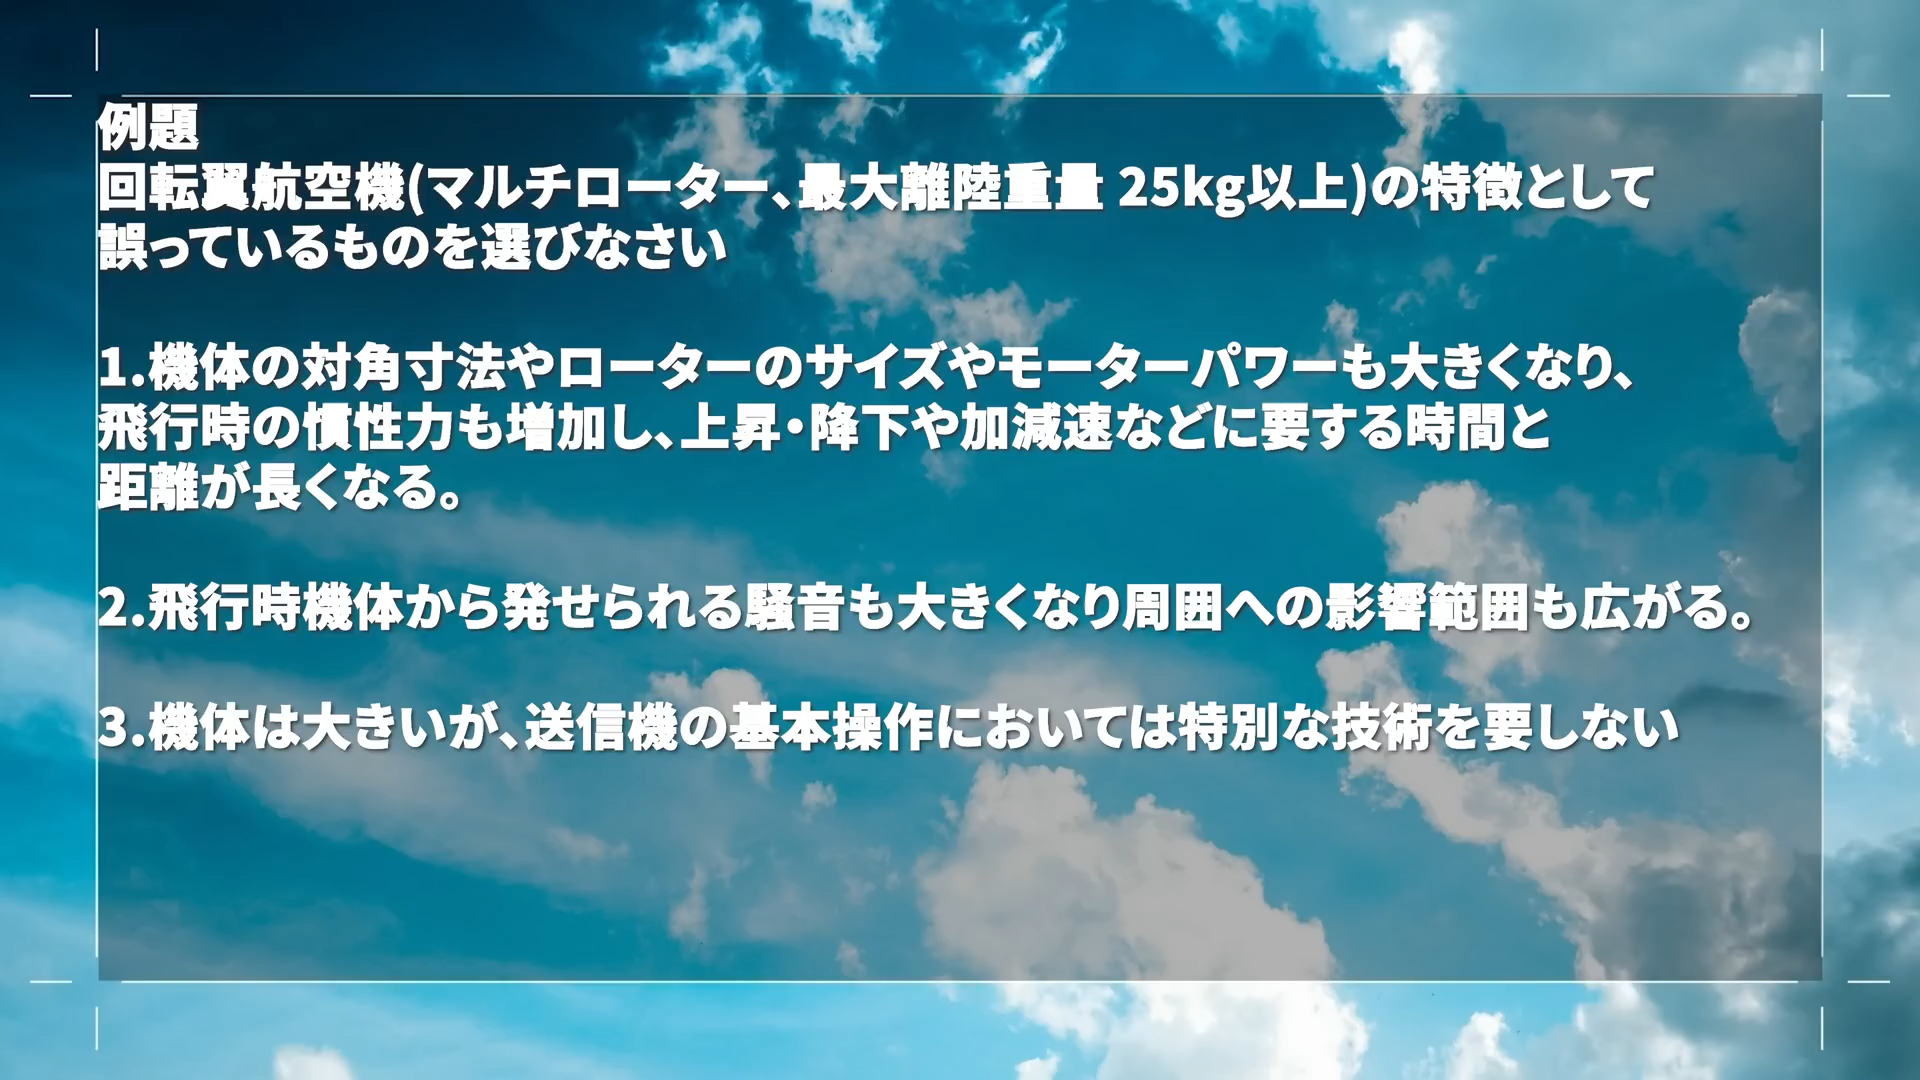 例題
回転翼航空機(マルチローター、最大離陸重量 25kg以上)の特徴として
誤っているものを選びなさい
1.機体の対角寸法やローターのサイズやモーターパワーも大きくなり、
飛行時の慣性力も増加し、上昇・降下や加減速などに要する時間と
距離が長くなる。
2.飛行時機体から発せられる騒音も大きくなり周囲への影響範囲も広がる。
3.機体は大きいが、送信機の基本操作においては特別な技術を要しない